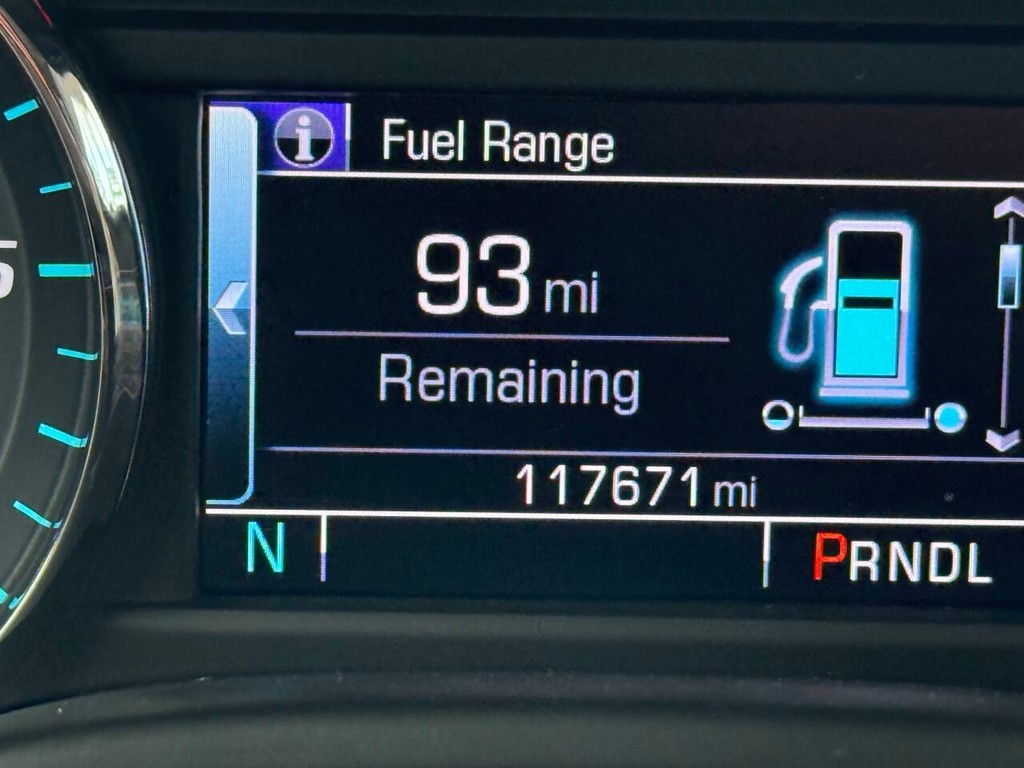 Fuel Range
93 mi
Remaining
117671 mi
N
PRNDL